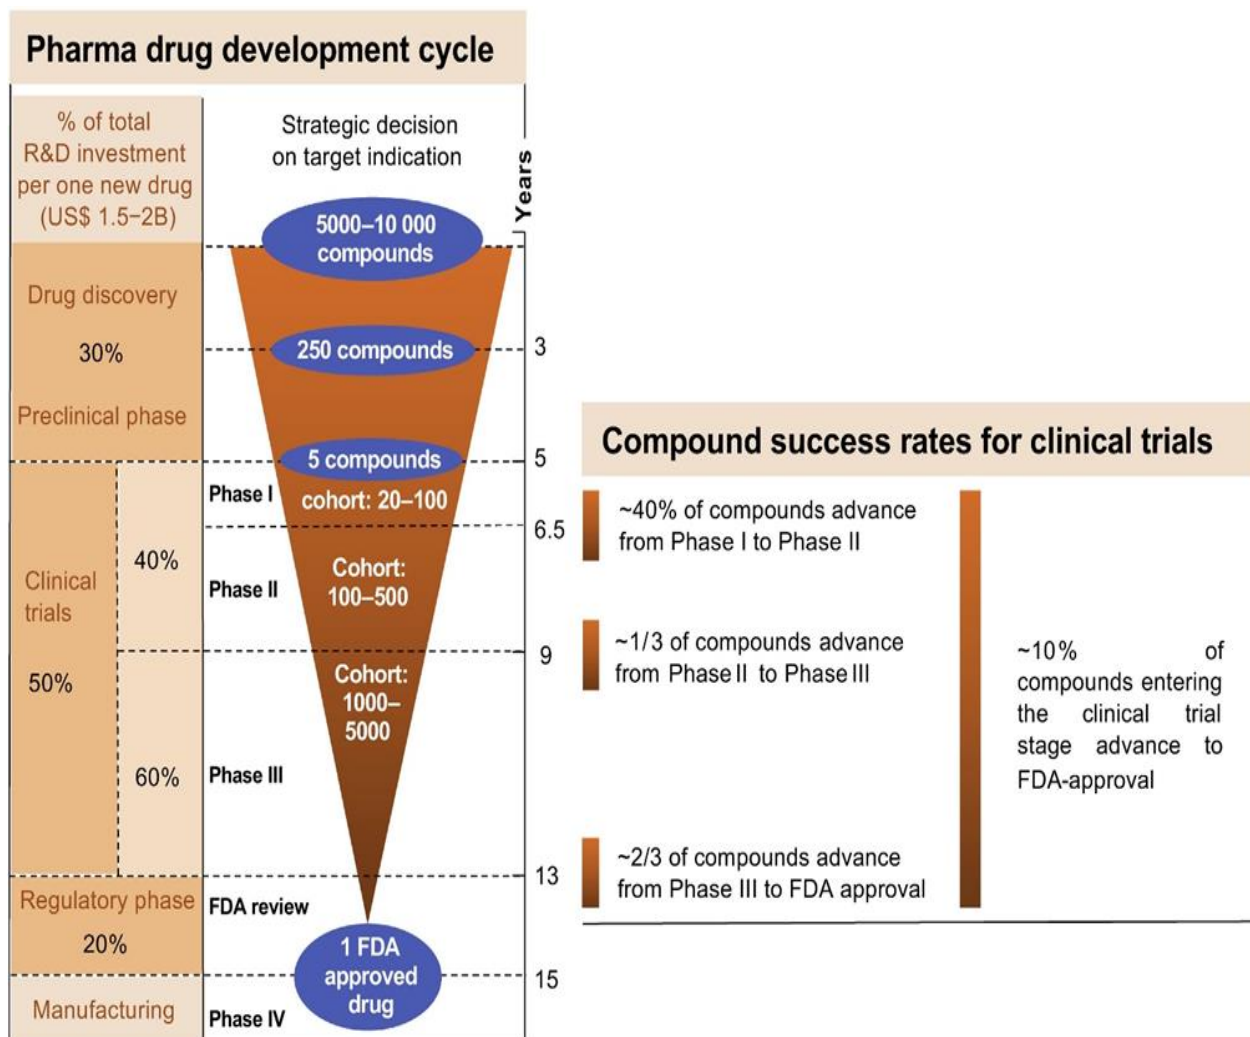 Pharma drug development cycle
% of total
R&D investment
per one new drug
(US$ 1.5–2B)
Strategic decision
on target indication
Years
5000–10 000
compounds
Drug discovery
30%
250 compounds
3
Preclinical phase
5 compounds
5
Phase I
cohort: 20–100
6.5
Clinical
trials
50%
40%
Phase II
Cohort:
100–500
9
Cohort:
1000–
5000
60%
Phase III
13
Regulatory phase
20%
FDA review
1 FDA
approved
drug
15
Manufacturing
Phase IV
Compound success rates for clinical trials
~40% of compounds advance
from Phase I to Phase II
~1/3 of compounds advance
from Phase II to Phase III
~2/3 of compounds advance
from Phase III to FDA approval
~10% of
compounds entering
the clinical trial
stage advance to
FDA-approval